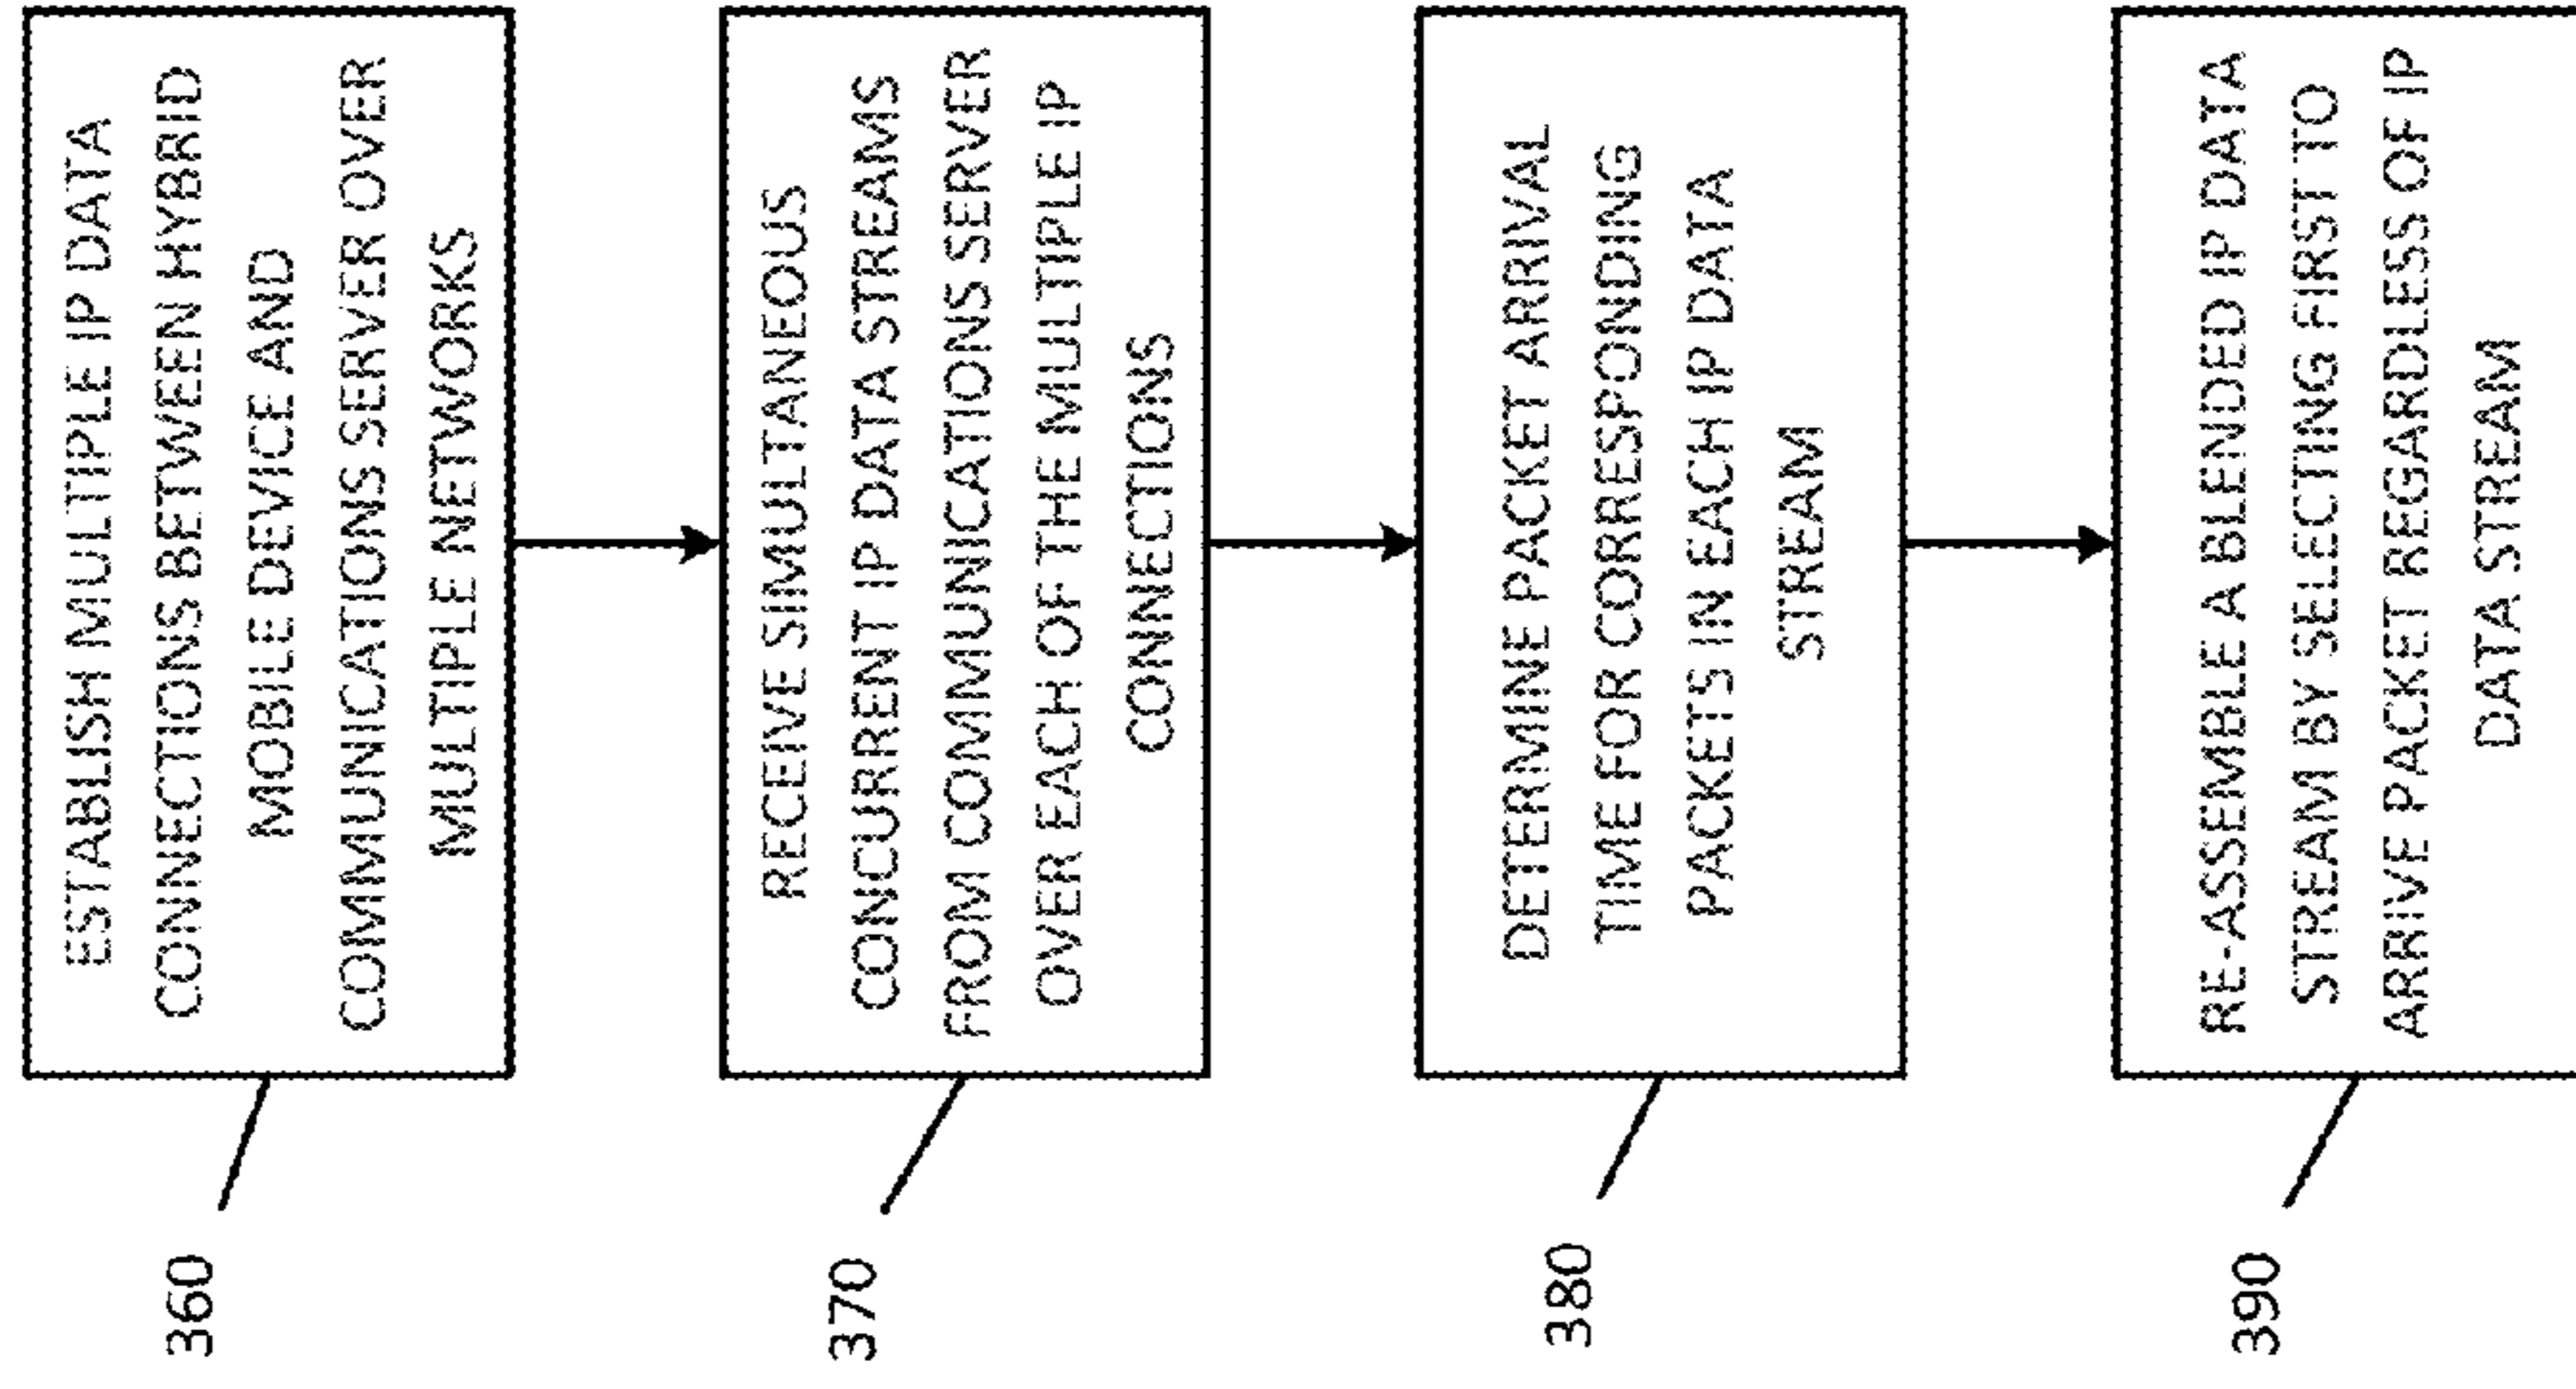 360
ESTABLISH MULTIPLE IP DATA
CONNECTIONS BETWEEN HYBRID
MOBILE DEVICE AND
COMMUNICATIONS SERVER OVER
MULTIPLE NETWORKS
370
RECEIVE SIMULTANEOUS
CONCURRENT IP DATA STREAMS
FROM COMMUNICATIONS SERVER
OVER EACH OF THE MULTIPLE IP
CONNECTIONS
380
DETERMINE PACKET ARRIVAL
TIME FOR CORRESPONDING
PACKETS IN EACH IP DATA
STREAM
390
RE-ASSEMBLE A BLENDED IP DATA
STREAM BY SELECTING FIRST TO
ARRIVE PACKET REGARDLESS OF IP
DATA STREAM